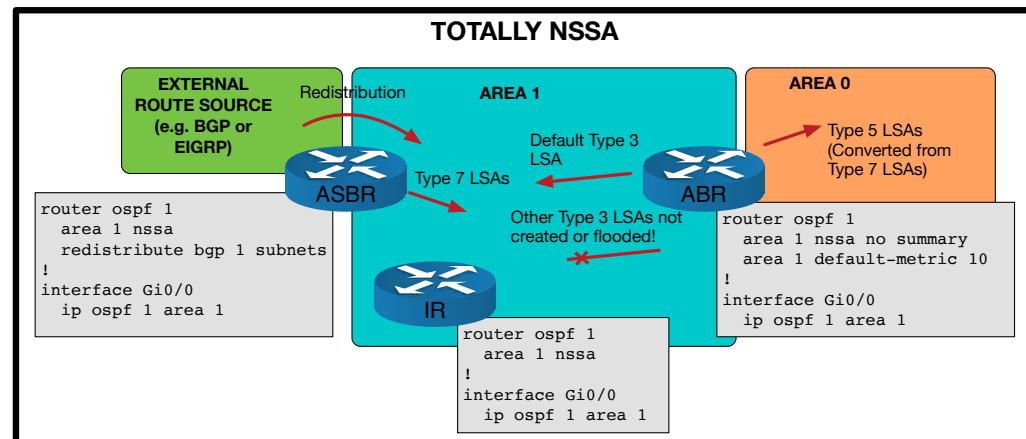 TOTALLY NSSA
EXTERNAL
ROUTE SOURCE
(e.g. BGP or
EIGRP)
Redistribution
AREA 1
AREA 0
Default Type 3
LSA
Type 5 LSAs
(Converted from
Type 7 LSAs)
ASBR
Type 7 LSAs
ABR
Other Type 3 LSAs not
created or flooded!
IR
router ospf 1
area 1 nssa
redistribute bgp 1 subnets
!
interface Gi0/0
ip ospf 1 area 1
router ospf 1
area 1 nssa
!
interface Gi0/0
ip ospf 1 area 1
router ospf 1
area 1 nssa no summary
area 1 default-metric 10
!
interface Gi0/0
ip ospf 1 area 1